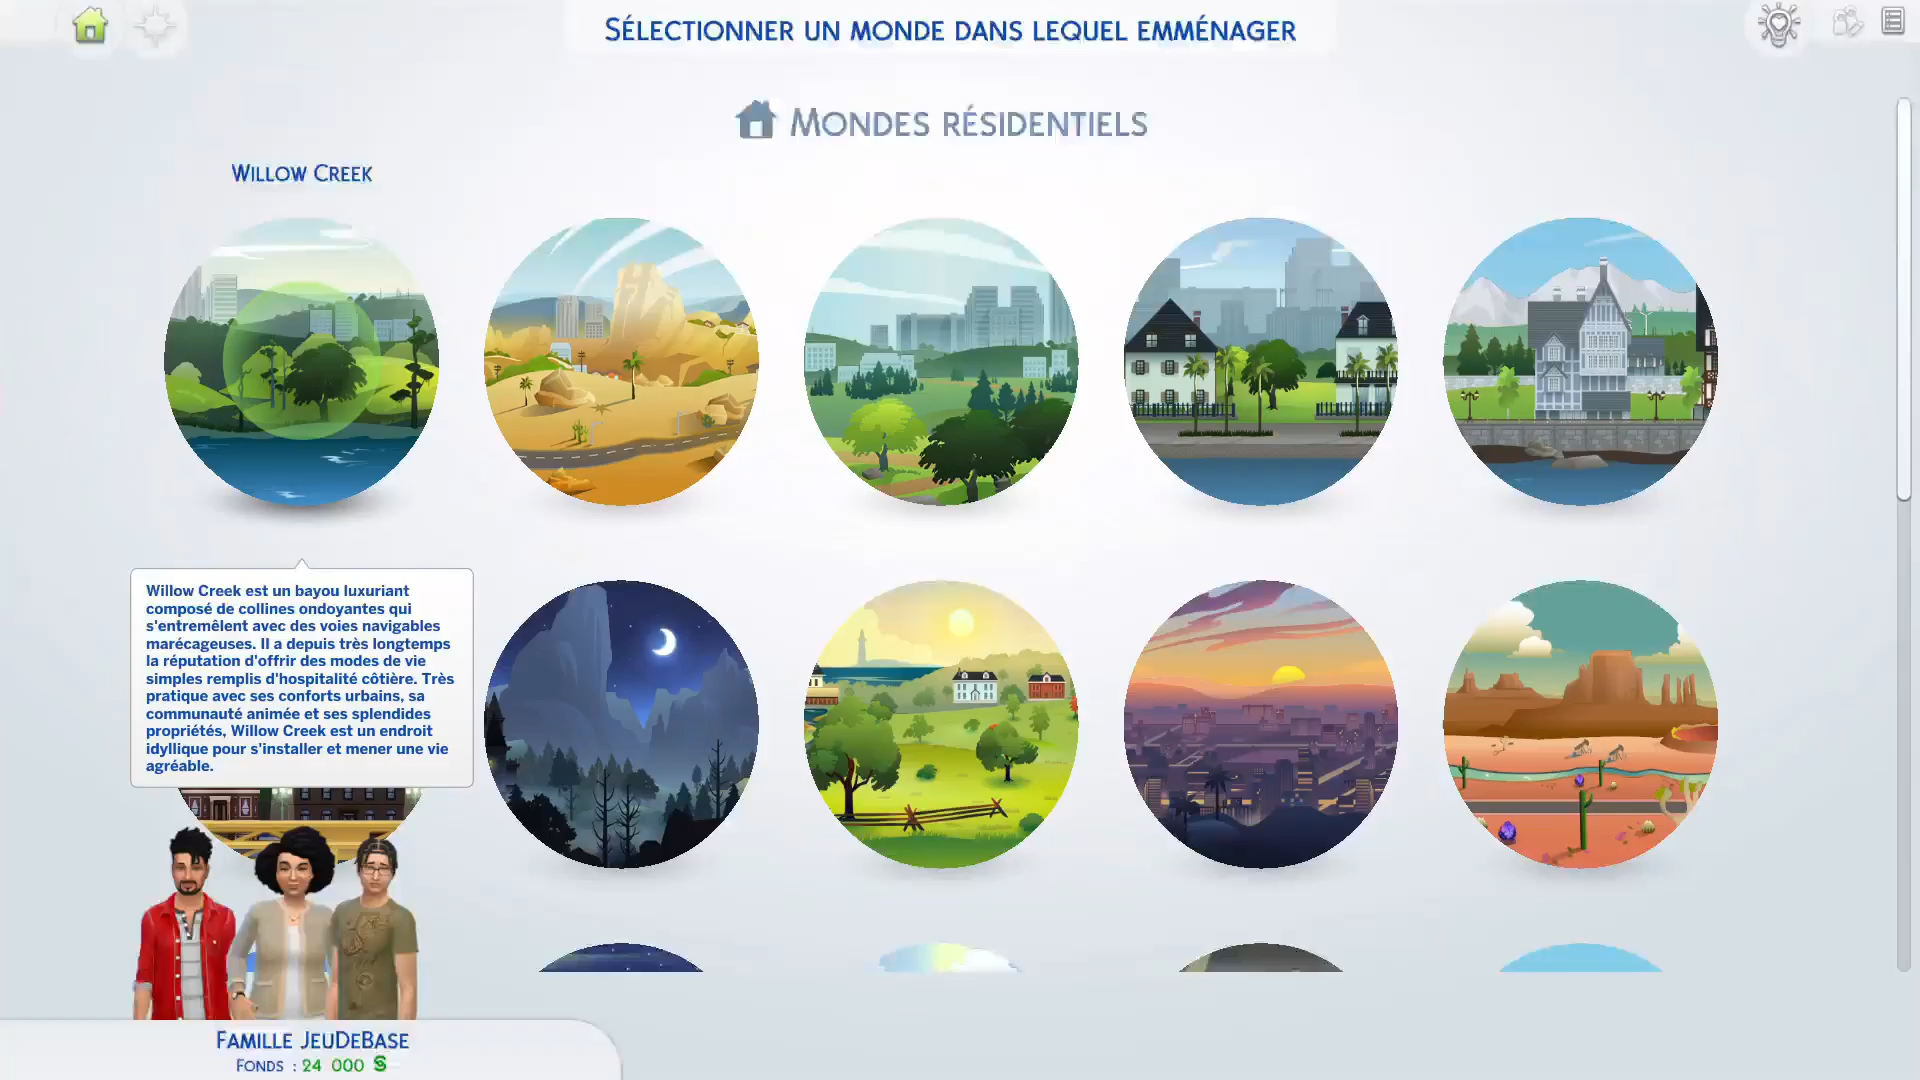 SÉLECTIONNER UN MONDE DANS LEQUEL EMMÉNAGER
MONDES RÉSIDENTIELS
WILLOW CREEK
Willow Creek est un bayou luxuriant
composé de collines ondoyantes qui
s'entremêlent avec des voies navigables
marécageuses. Il a depuis très longtemps
la réputation d'offrir des modes de vie
simples remplis d'hospitalité côtière. Très
pratique avec ses conforts urbains, sa
communauté animée et ses splendides
propriétés, Willow Creek est un endroit
idyllique pour s'installer et mener une vie
agréable.
FAMILLE JEUDEBASE
FONDS : 24 000 §